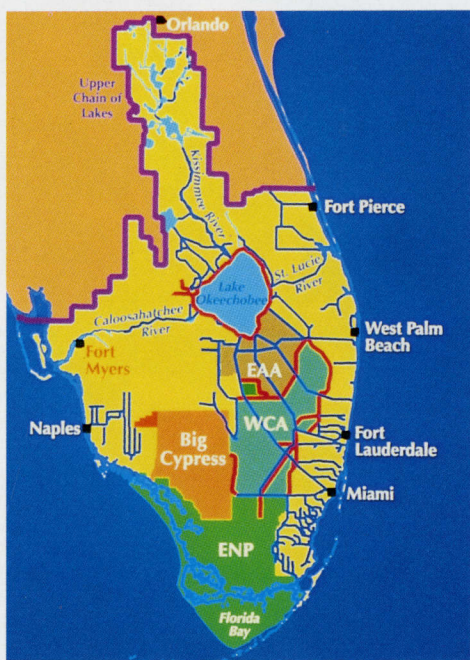 Orlando
Upper
Chain of
Lakes
Kissimmee River
Fort Pierce
St. Lucie
River
Lake
Okeechobee
Caloosahatchee
River
West Palm
Beach
Fort
Myers
EAA
WCA
Naples
Big
Cypress
Fort
Lauderdale
Miami
ENP
Florida
Bay